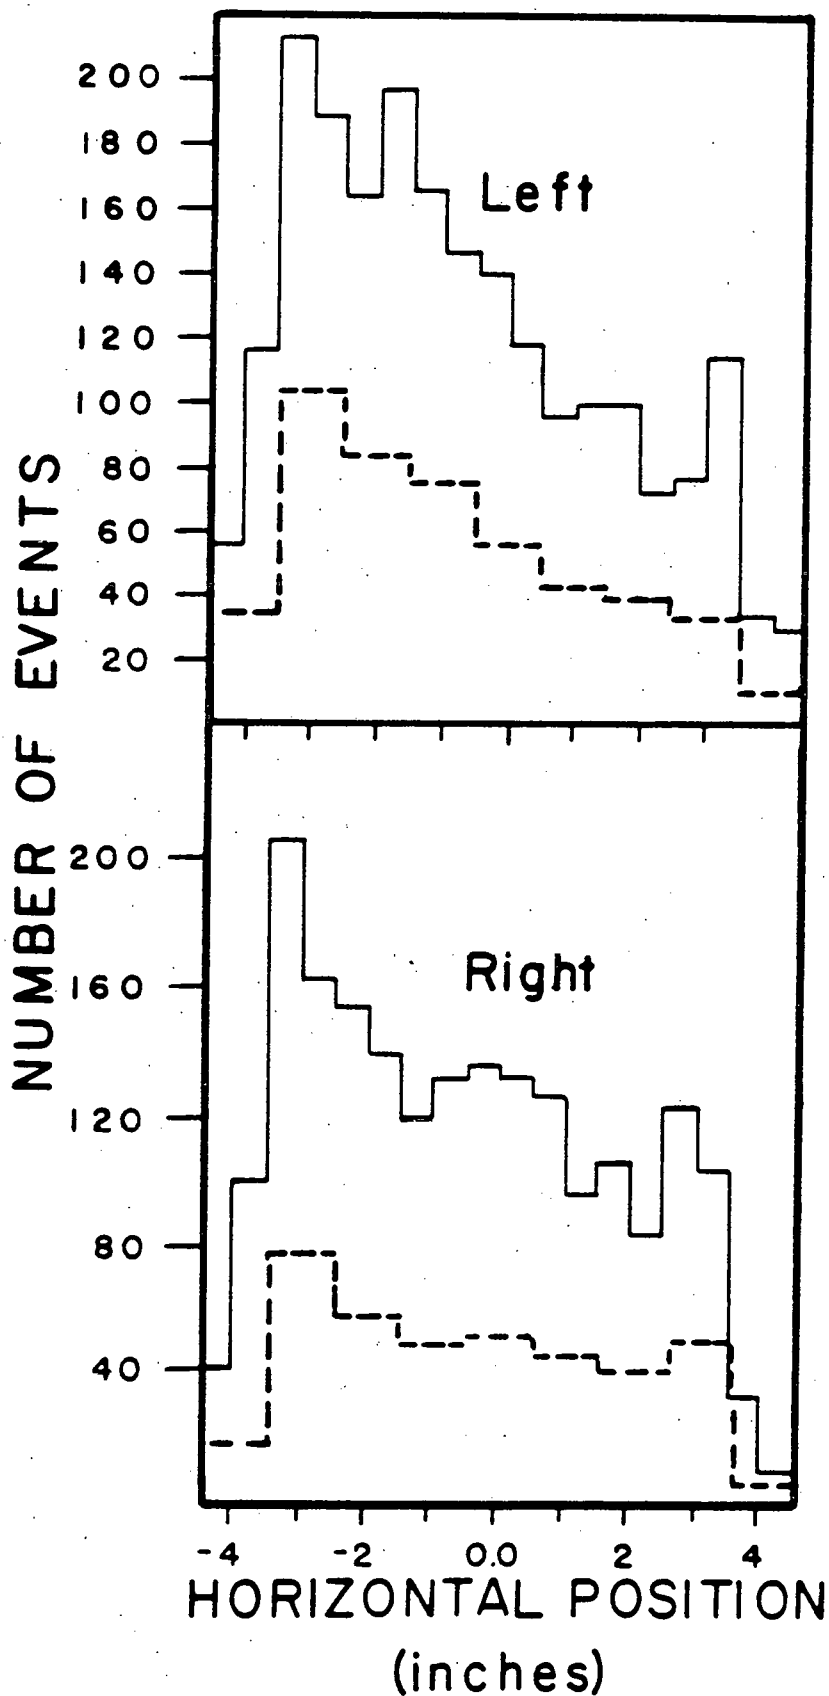 200
180
160
140
120
100
80
60
40
20
Left
NUMBER OF EVENTS
200
160
120
80
40
Right
-4 -2 0.0 2 4
HORIZONTAL POSITION
(inches)